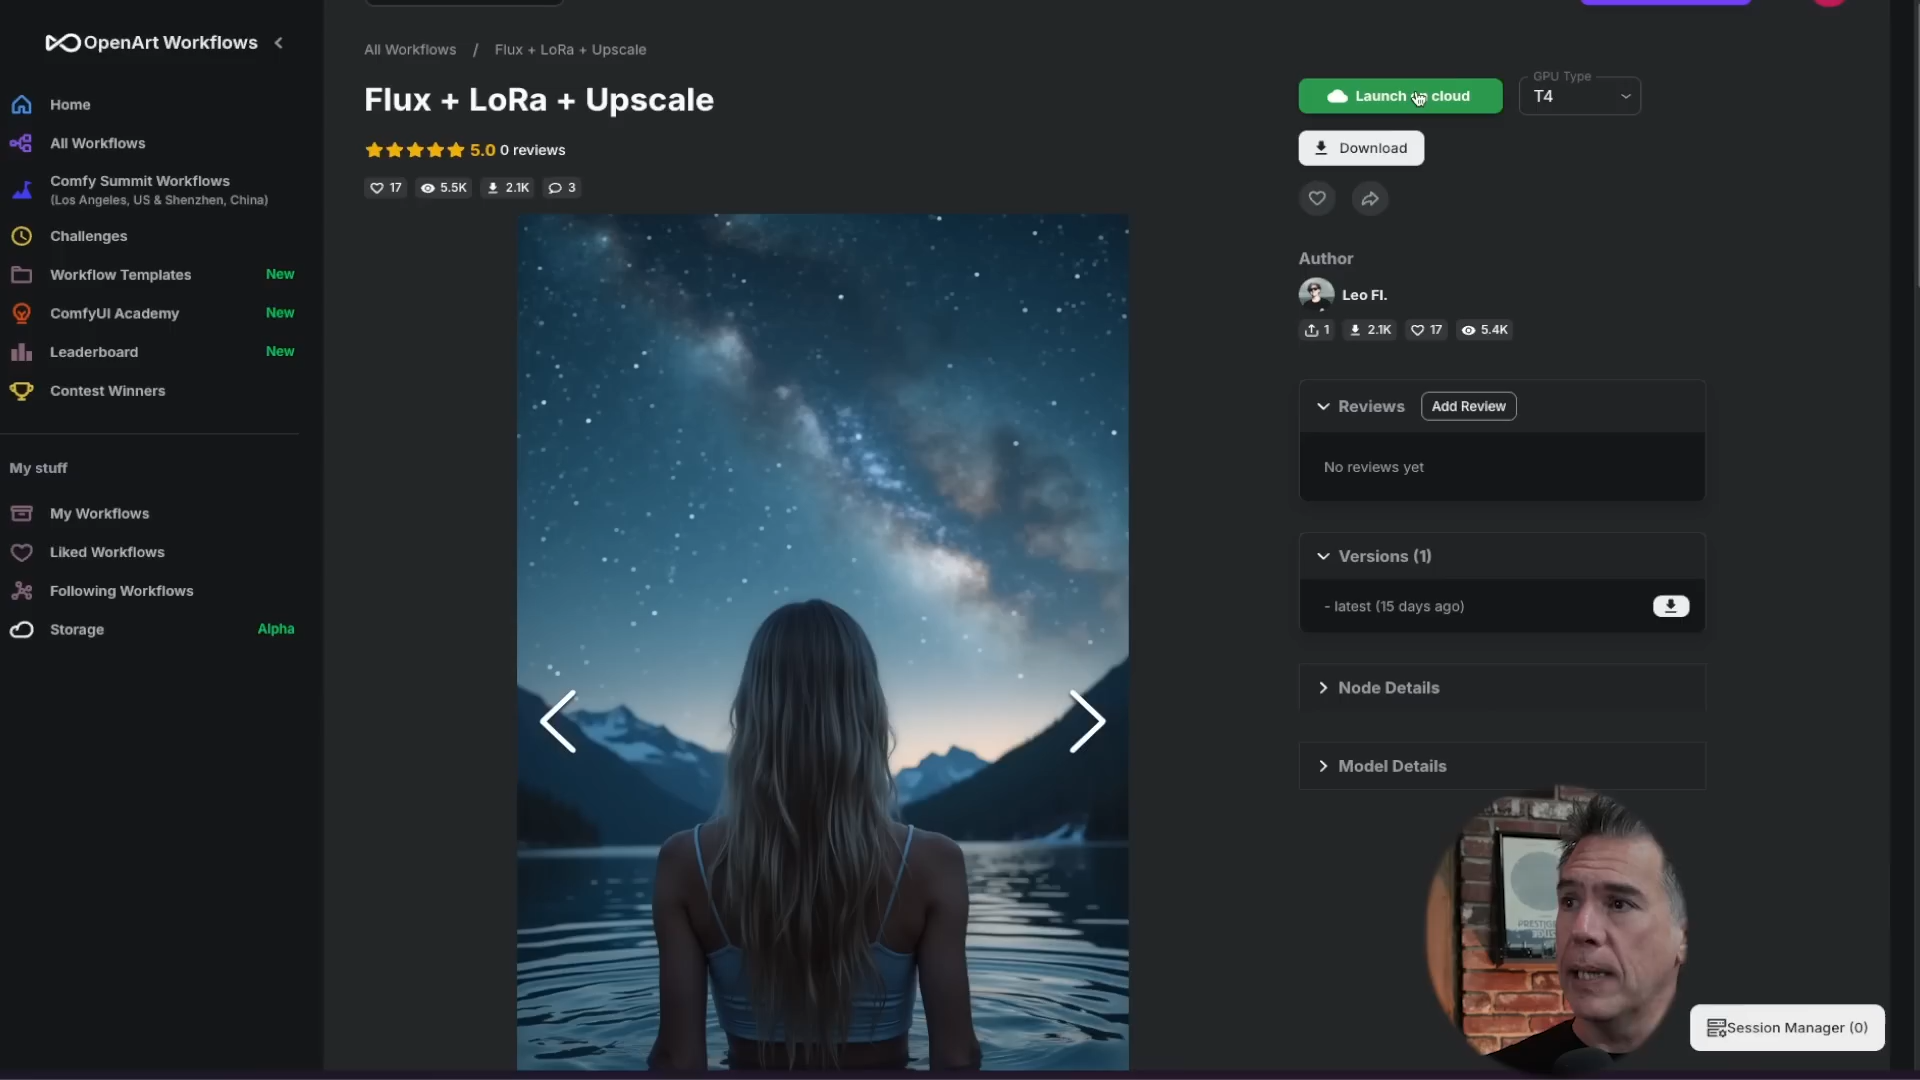 OpenArt Workflows
Home
All Workflows
Comfy Summit Workflows
(Los Angeles, US & Shenzhen, China)
Challenges
Workflow Templates New
ComfyUI Academy New
Leaderboard New
Contest Winners
My stuff
My Workflows
Liked Workflows
Following Workflows
Storage Alpha
All Workflows / Flux + LoRa + Upscale
Flux + LoRa + Upscale
5.0 0 reviews
17 5.5K 2.1K 3
Launch on cloud
GPU Type
T4
Download
Author
Leo Fl.
1 2.1K 17 5.4K
Reviews Add Review
No reviews yet
Versions (1)
- latest (15 days ago)
Node Details
Model Details
Session Manager (0)